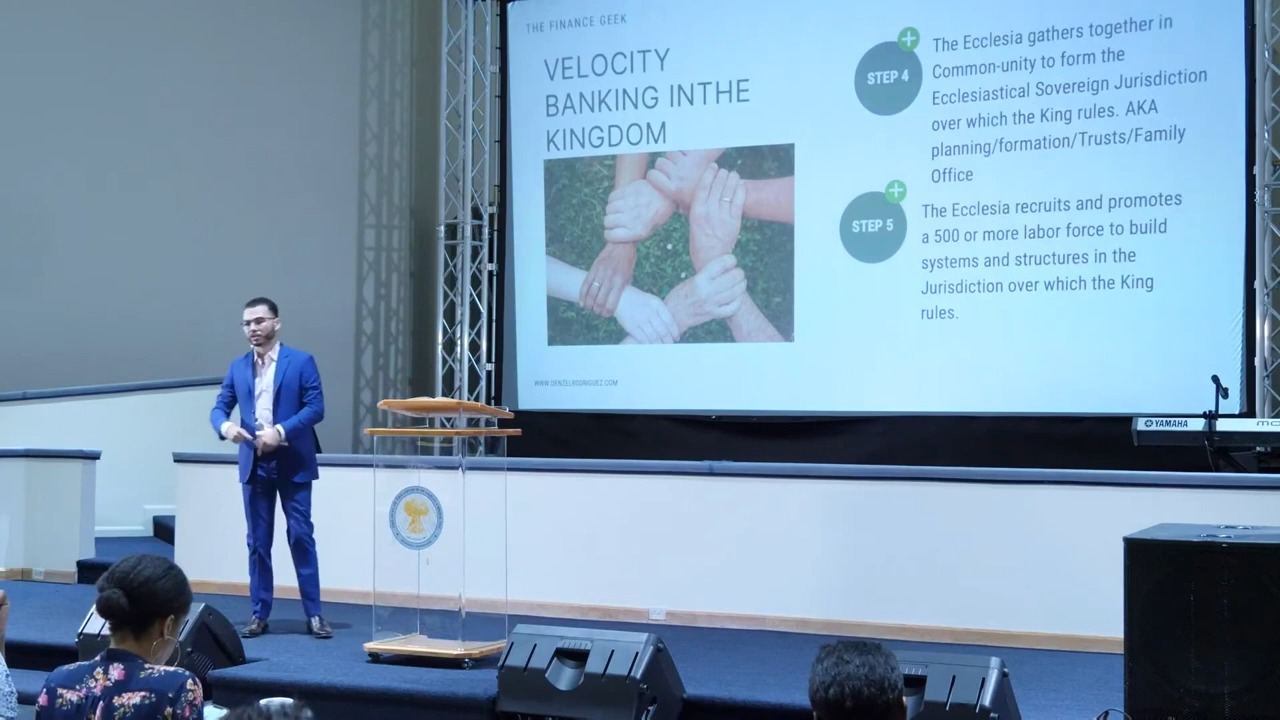 THE FINANCE GEEK
VELOCITY
BANKING INTHE
KINGDOM
WWW.DENZELRODRIGUEZ.COM
STEP 4
The Ecclesia gathers together in
Common-unity to form the
Ecclesiastical Sovereign Jurisdiction
over which the King rules. AKA
planning/formation/Trusts/Family
Office
STEP 5
The Ecclesia recruits and promotes
a 500 or more labor force to build
systems and structures in the
Jurisdiction over which the King
rules.
YAMAHA